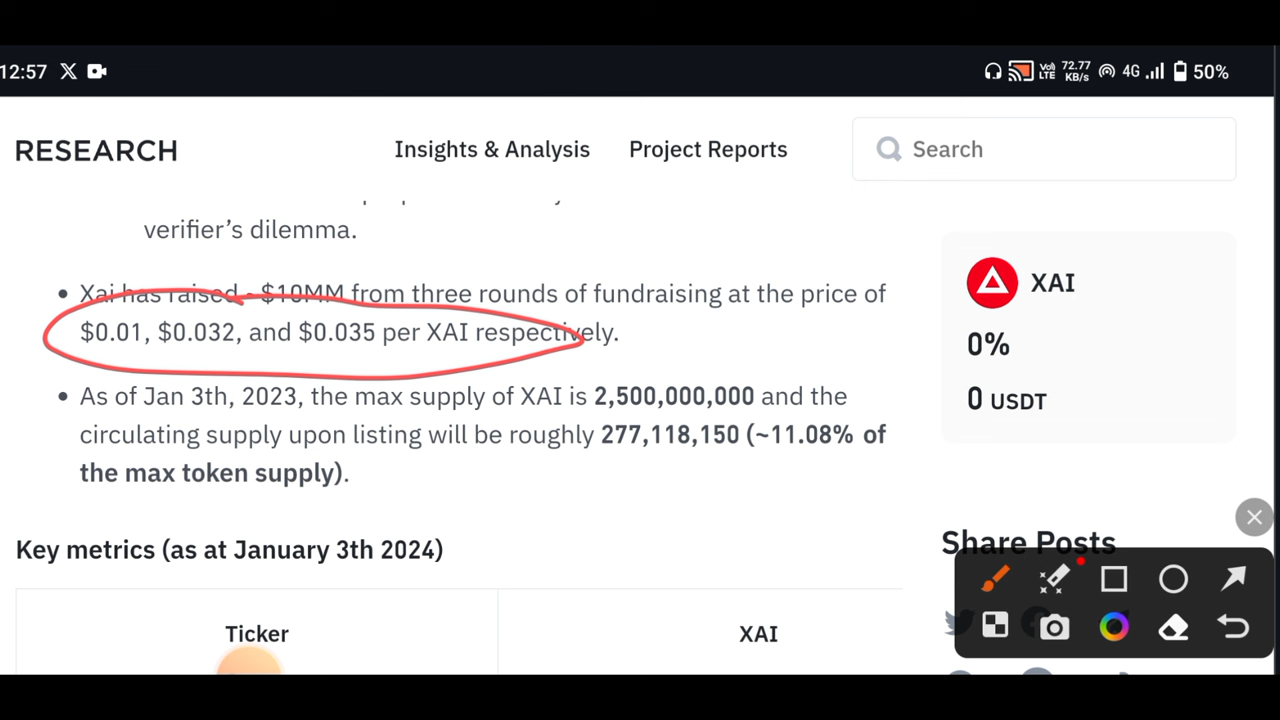 12:57
Vo) LTE 72.77 KB/s 4G 50%
RESEARCH Insights & Analysis Project Reports Search
verifier’s dilemma.
• Xai has raised ~ $10MM from three rounds of fundraising at the price of
$0.01, $0.032, and $0.035 per XAI respectively.
• As of Jan 3th, 2023, the max supply of XAI is 2,500,000,000 and the
circulating supply upon listing will be roughly 277,118,150 (~11.08% of
the max token supply).
XAI
0%
0 USDT
Key metrics (as at January 3th 2024)
Share Posts
Ticker XAI